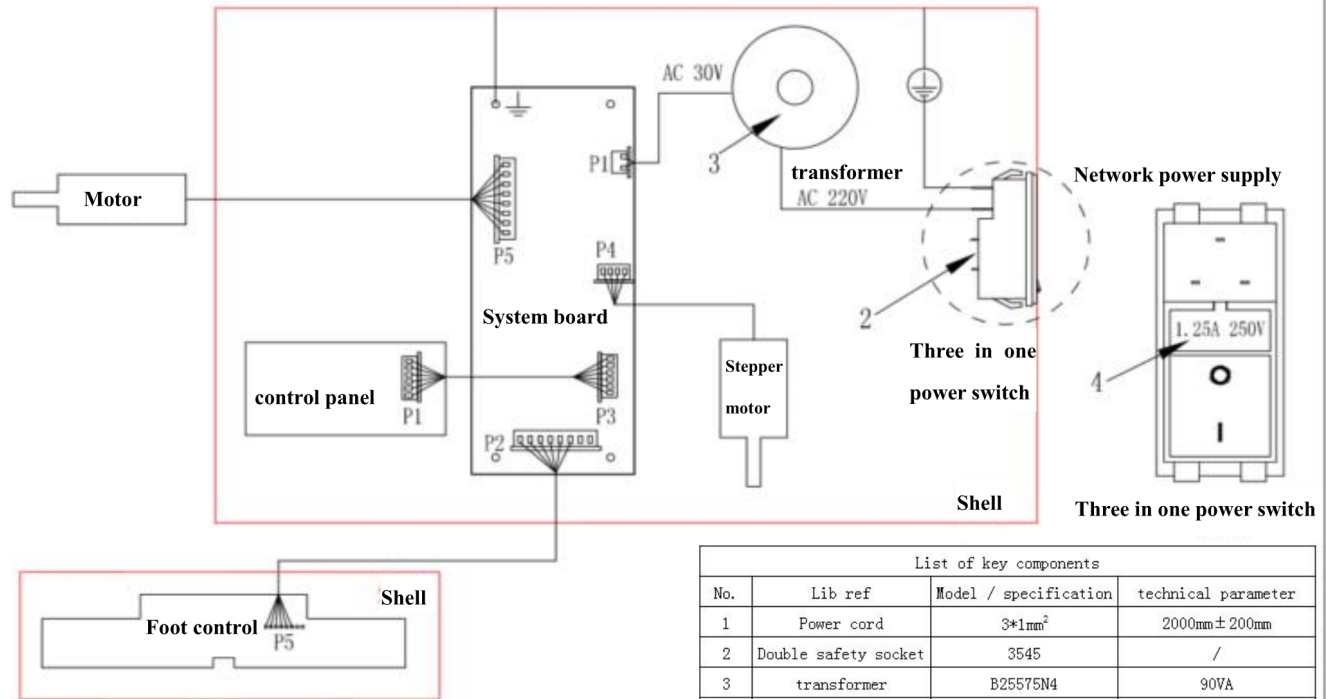 AC 30V
P1
3
transformer
AC 220V
Network power supply
Motor
P5
P4
System board
2
1.25A 250V
4
Three in one
power switch
Stepper
motor
control panel
P1
P3
P2
O
I
Shell
Three in one power switch
Shell
Foot control
P5
List of key components
No. Lib ref Model / specification technical parameter
1 Power cord 3*1mm² 2000mm±200mm
2 Double safety socket 3545 /
3 transformer B25575N4 90VA